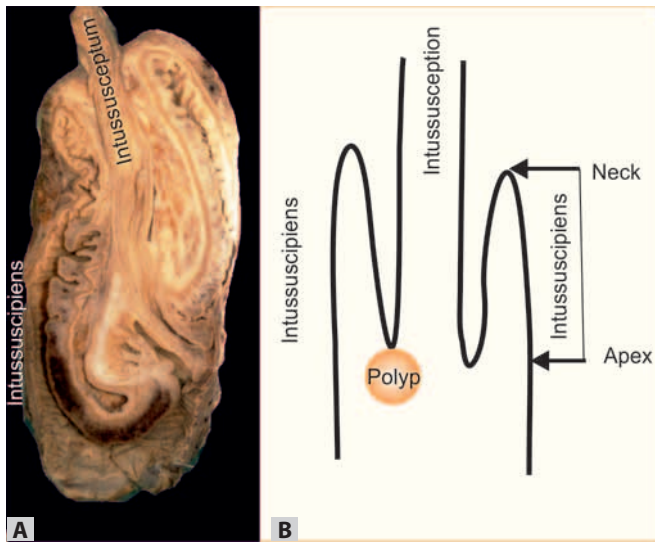 Intussusceptum
Intussuscipiens
A
Intussusception
Intussuscipiens
Neck
Intussuscipiens
Apex
Polyp
B